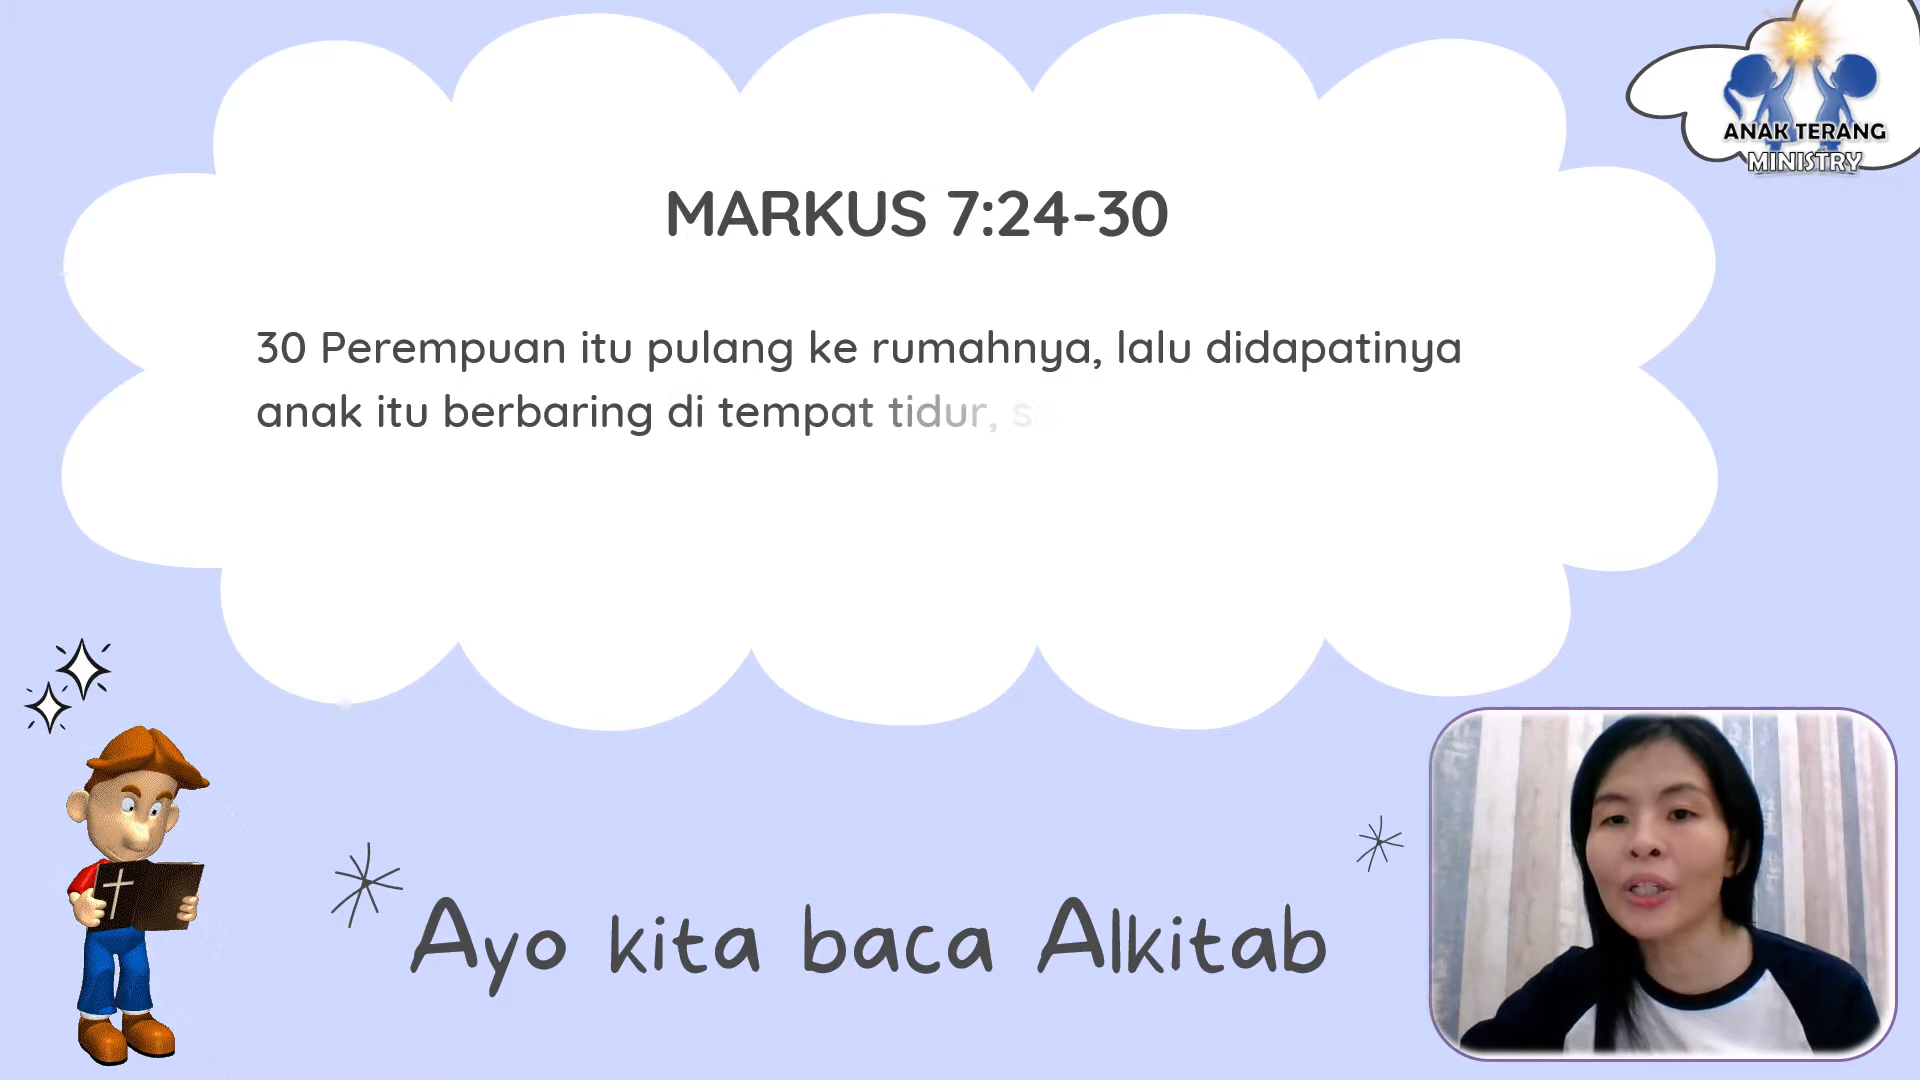 ANAK TERANG
MINISTRY
MARKUS 7:24-30
30 Perempuan itu pulang ke rumahnya, lalu didapatinya
anak itu berbaring di tempat tidur,
Ayo kita baca Alkitab